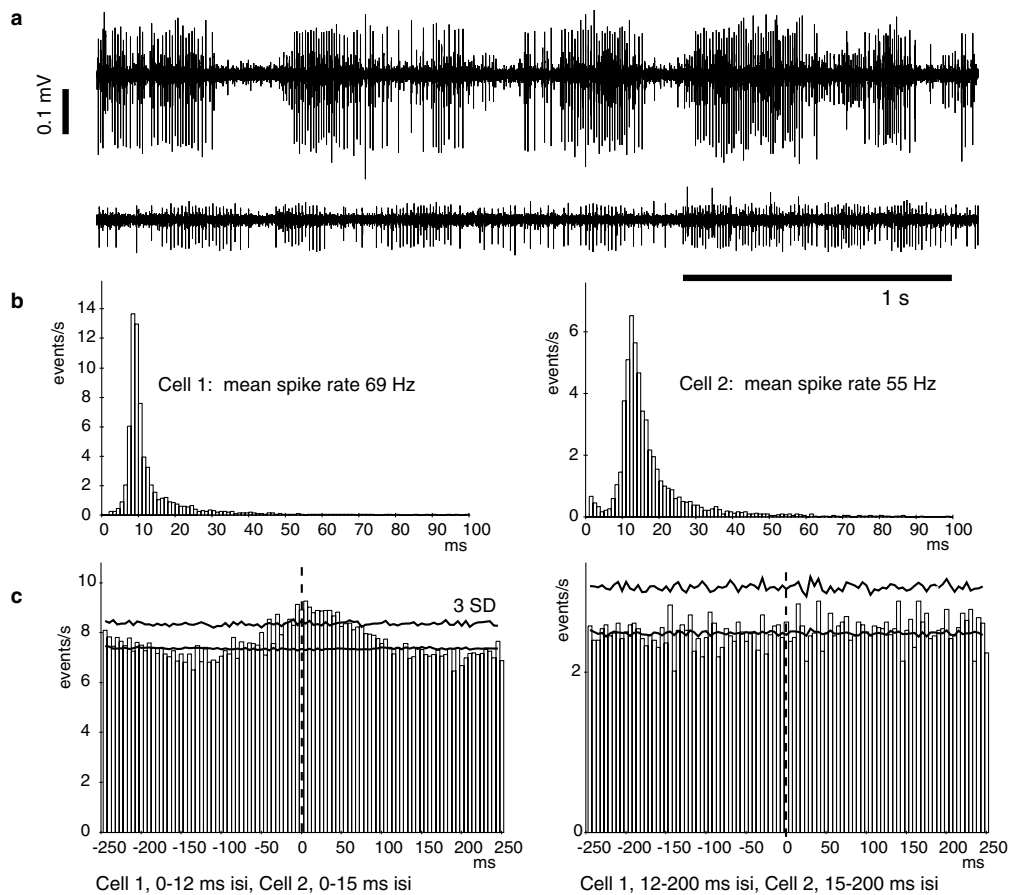 a
0.1 mV
1 s
b
events/s
14
12
10
8
6
4
2
0
Cell 1: mean spike rate 69 Hz
0 10 20 30 40 50 60 70 80 90 100
ms
events/s
6
4
2
0
Cell 2: mean spike rate 55 Hz
0 10 20 30 40 50 60 70 80 90 100
ms
c
events/s
10
8
6
4
2
0
3 SD
-250 -200 -150 -100 -50 0 50 100 150 200 250
ms
Cell 1, 0-12 ms isi, Cell 2, 0-15 ms isi
events/s
2
0
-250 -200 -150 -100 -50 0 50 100 150 200 250
ms
Cell 1, 12-200 ms isi, Cell 2, 15-200 ms isi